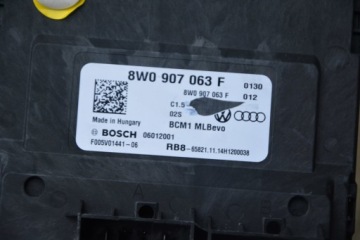 8W0 907 063 F 0130
8W0 907 063 F 012
C1.5
02S
Made in Hungary BCM1 MLBevo
BOSCH 06012001
F005V01441-06 RB8-65821.11.14H1200038